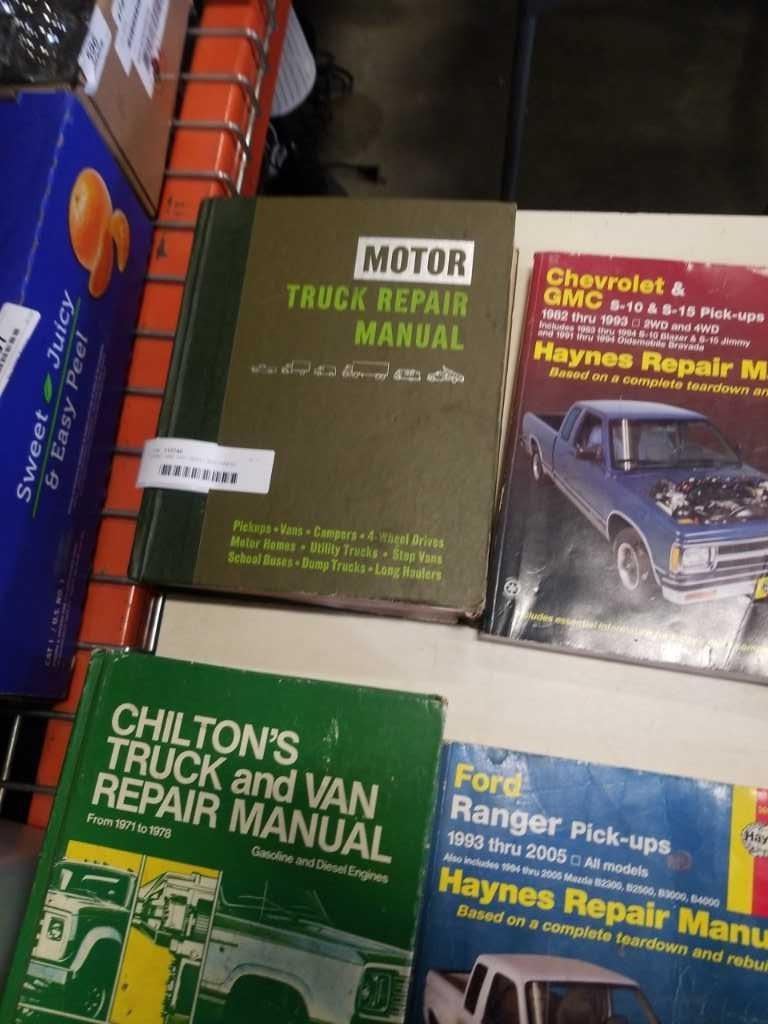 Sweet Juicy
& Easy Peel
MOTOR
TRUCK REPAIR
MANUAL
Pickups • Vans • Campers • 4-Wheel Drives
Motor Homes • Utility Trucks • Step Vans
School Buses • Dump Trucks • Long Haulers
Chevrolet &
GMC S-10 & S-15 Pick-ups
1982 thru 1993 □ 2WD and 4WD
Includes 1983 thru 1994 S-10 Blazer & S-15 Jimmy
and 1991 thru 1994 Oldsmobile Bravada
Haynes Repair M
Based on a complete teardown an
CHILTON'S
TRUCK and VAN
REPAIR MANUAL
From 1971 to 1978
Gasoline and Diesel Engines
Ford
Ranger Pick-ups
1993 thru 2005 □ All models
Also includes 1994 thru 2005 Mazda B2300, B2500, B3000, B4000
Haynes Repair Manu
Based on a complete teardown and rebui
Hay